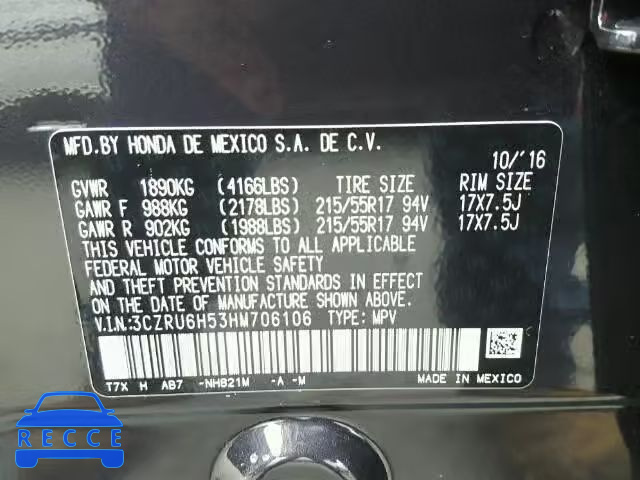 MFD.BY HONDA DE MEXICO S.A. DE C.V.
10/'16
GVWR 1890KG (4166LBS) TIRE SIZE RIM SIZE
GAWR F 988KG (2178LBS) 215/55R17 94V 17X7.5J
GAWR R 902KG (1988LBS) 215/55R17 94V 17X7.5J
THIS VEHICLE CONFORMS TO ALL APPLICABLE
FEDERAL MOTOR VEHICLE SAFETY
AND THEFT PREVENTION STANDARDS IN EFFECT
ON THE DATE OF MANUFACTURE SHOWN ABOVE.
V.I.N:3CZRU6H53HM706106 TYPE: MPV
T7X H AB7 -NH821M -A -M MADE IN MEXICO
RECCE